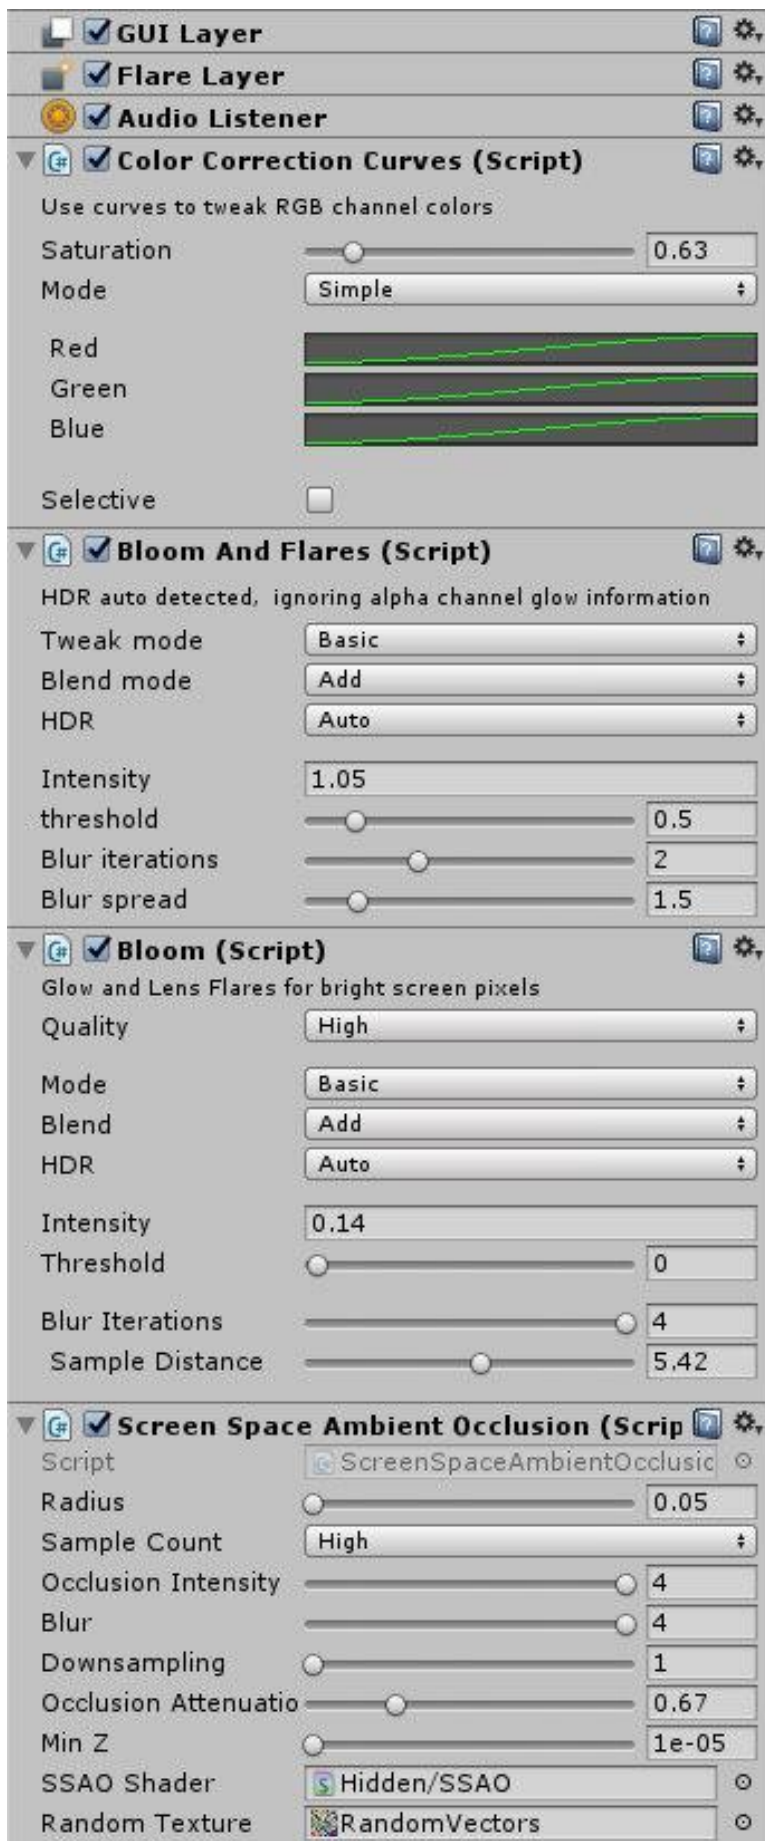 GUI Layer
Flare Layer
Audio Listener
Color Correction Curves (Script)
Use curves to tweak RGB channel colors
Saturation 0.63
Mode Simple
Red
Green
Blue
Selective
Bloom And Flares (Script)
HDR auto detected, ignoring alpha channel glow information
Tweak mode Basic
Blend mode Add
HDR Auto
Intensity 1.05
threshold 0.5
Blur iterations 2
Blur spread 1.5
Bloom (Script)
Glow and Lens Flares for bright screen pixels
Quality High
Mode Basic
Blend Add
HDR Auto
Intensity 0.14
Threshold 0
Blur Iterations 4
Sample Distance 5.42
Screen Space Ambient Occlusion (Scrip
Script ScreenSpaceAmbientOcclusic
Radius 0.05
Sample Count High
Occlusion Intensity 4
Blur 4
Downsampling 1
Occlusion Attenuatio 0.67
Min Z 1e-05
SSAO Shader Hidden/SSAO
Random Texture RandomVectors